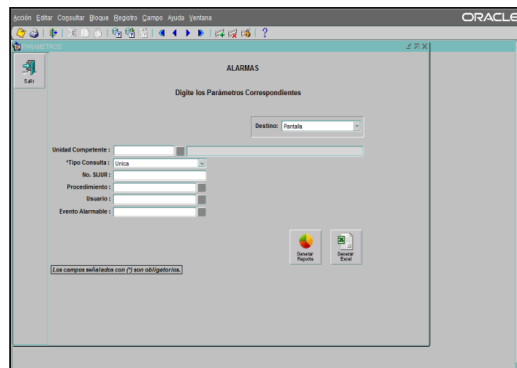 Acción Editar Consultar Bloque Registro Campo Ayuda Ventana
ORACLE
PARAMETROS
Salir
ALARMAS
Digite los Parámetros Correspondientes
Destino: Pantalla
Unidad Competente :
*Tipo Consulta : Unica
No. SIJUR :
Procedimiento :
Usuario :
Evento Alarmable :
Generar Reporte
Generar Excel
Los campos señalados con (*) son obligatorios.